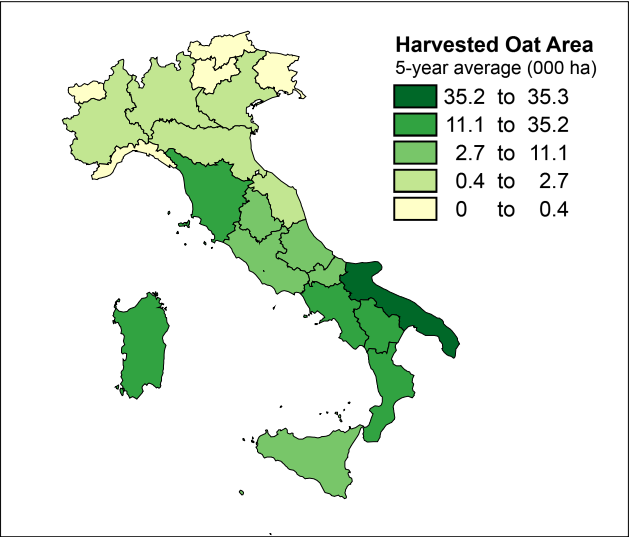 Harvested Oat Area
5-year average (000 ha)
35.2 to 35.3
11.1 to 35.2
2.7 to 11.1
0.4 to 2.7
0 to 0.4